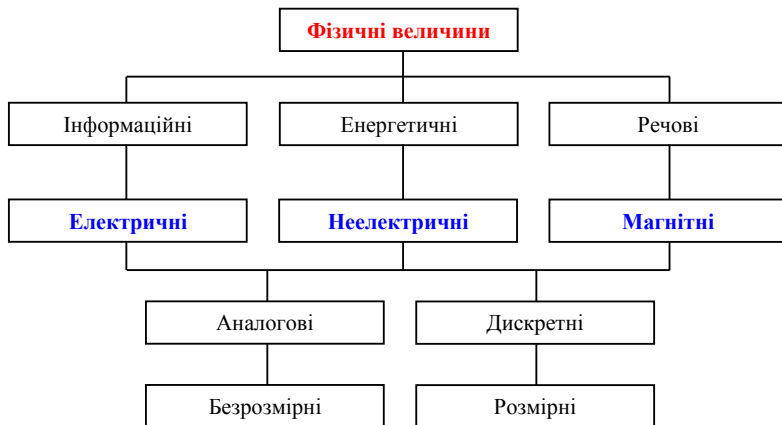 Фізичні величини
Інформаційні
Енергетичні
Речові
Електричні
Неелектричні
Магнітні
Аналогові
Дискретні
Безрозмірні
Розмірні